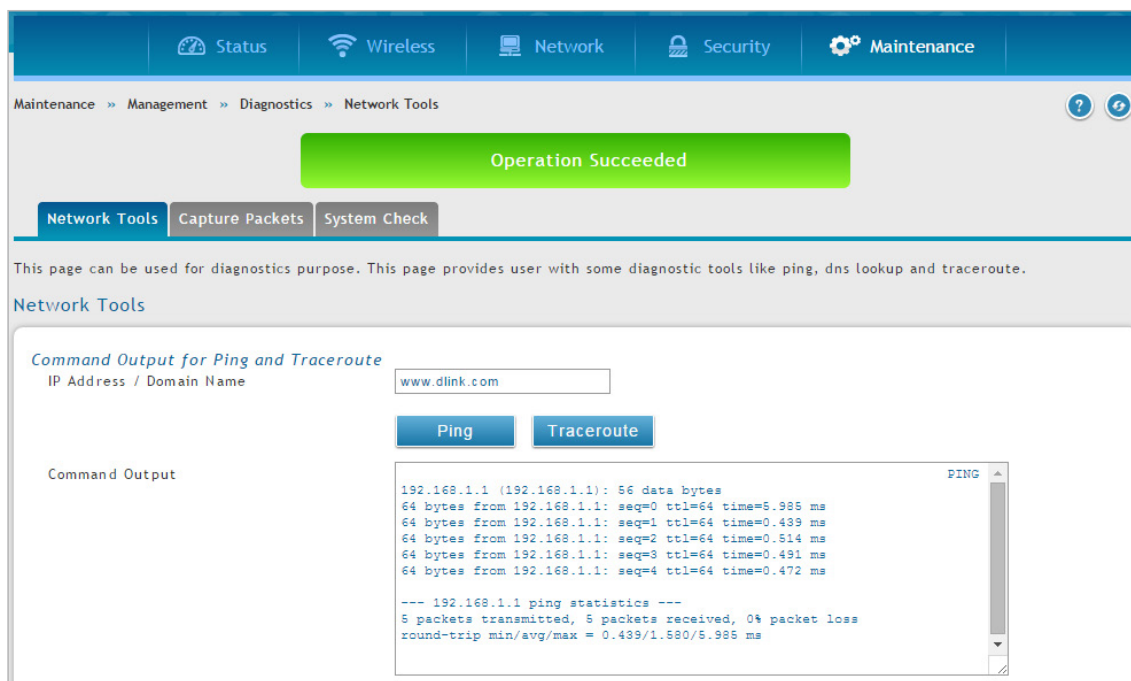 Status Wireless Network Security Maintenance
Maintenance » Management » Diagnostics » Network Tools
?
Operation Succeeded
Network Tools Capture Packets System Check
This page can be used for diagnostics purpose. This page provides user with some diagnostic tools like ping, dns lookup and traceroute.
Network Tools
Command Output for Ping and Traceroute
IP Address / Domain Name www.dlink.com
Ping Traceroute
Command Output PING
192.168.1.1 (192.168.1.1): 56 data bytes
64 bytes from 192.168.1.1: seq=0 ttl=64 time=5.985 ms
64 bytes from 192.168.1.1: seq=1 ttl=64 time=0.439 ms
64 bytes from 192.168.1.1: seq=2 ttl=64 time=0.514 ms
64 bytes from 192.168.1.1: seq=3 ttl=64 time=0.491 ms
64 bytes from 192.168.1.1: seq=4 ttl=64 time=0.472 ms
--- 192.168.1.1 ping statistics ---
5 packets transmitted, 5 packets received, 0% packet loss
round-trip min/avg/max = 0.439/1.580/5.985 ms